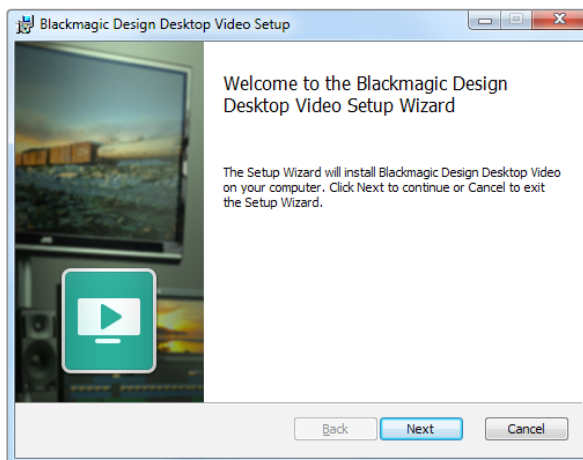 Blackmagic Design Desktop Video Setup
Welcome to the Blackmagic Design
Desktop Video Setup Wizard
The Setup Wizard will install Blackmagic Design Desktop Video
on your computer. Click Next to continue or Cancel to exit
the Setup Wizard.
JVC
Back
Next
Cancel